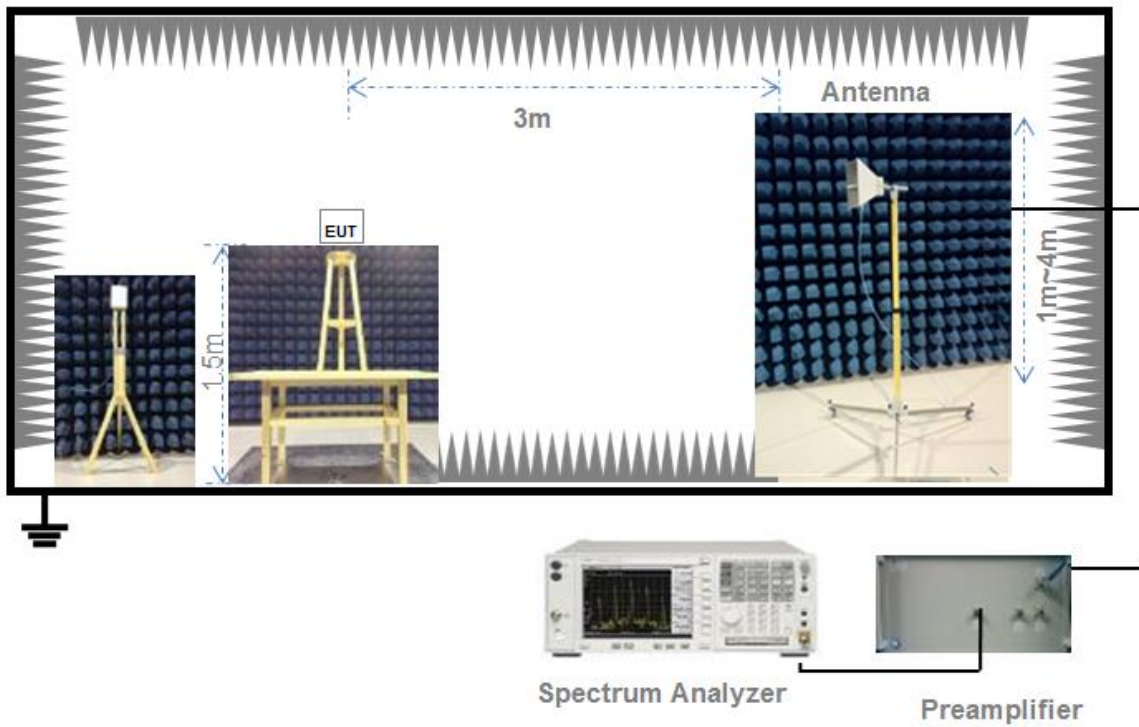 Antenna
3m
EUT
1.5m
1m~4m
Spectrum Analyzer
Preamplifier